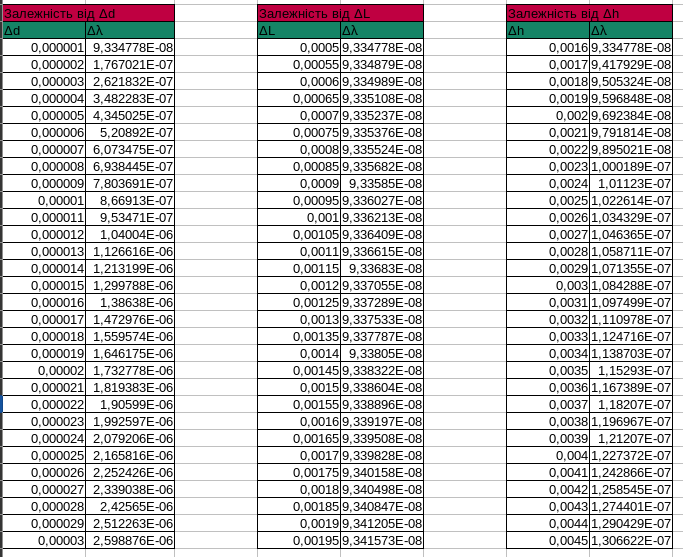 Залежність від Δd Залежність від ΔL Залежність від Δh
Δd Δλ ΔL Δλ Δh Δλ
0,000001 9,334778E-08 0,0005 9,334778E-08 0,0016 9,334778E-08
0,000002 1,767021E-07 0,00055 9,334879E-08 0,0017 9,417929E-08
0,000003 2,621832E-07 0,0006 9,334989E-08 0,0018 9,505324E-08
0,000004 3,482283E-07 0,00065 9,335108E-08 0,0019 9,596848E-08
0,000005 4,345025E-07 0,0007 9,335237E-08 0,002 9,692384E-08
0,000006 5,20892E-07 0,00075 9,335376E-08 0,0021 9,791814E-08
0,000007 6,073475E-07 0,0008 9,335524E-08 0,0022 9,895021E-08
0,000008 6,938445E-07 0,00085 9,335682E-08 0,0023 1,000189E-07
0,000009 7,803691E-07 0,0009 9,33585E-08 0,0024 1,01123E-07
0,00001 8,66913E-07 0,00095 9,336027E-08 0,0025 1,022614E-07
0,000011 9,53471E-07 0,001 9,336213E-08 0,0026 1,034329E-07
0,000012 1,04004E-06 0,00105 9,336409E-08 0,0027 1,046365E-07
0,000013 1,126616E-06 0,0011 9,336615E-08 0,0028 1,058711E-07
0,000014 1,213199E-06 0,00115 9,33683E-08 0,0029 1,071355E-07
0,000015 1,299788E-06 0,0012 9,337055E-08 0,003 1,084288E-07
0,000016 1,38638E-06 0,00125 9,337289E-08 0,0031 1,097499E-07
0,000017 1,472976E-06 0,0013 9,337533E-08 0,0032 1,110978E-07
0,000018 1,559574E-06 0,00135 9,337787E-08 0,0033 1,124716E-07
0,000019 1,646175E-06 0,0014 9,33805E-08 0,0034 1,138703E-07
0,00002 1,732778E-06 0,00145 9,338322E-08 0,0035 1,15293E-07
0,000021 1,819383E-06 0,0015 9,338604E-08 0,0036 1,167389E-07
0,000022 1,90599E-06 0,00155 9,338896E-08 0,0037 1,18207E-07
0,000023 1,992597E-06 0,0016 9,339197E-08 0,0038 1,196967E-07
0,000024 2,079206E-06 0,00165 9,339508E-08 0,0039 1,21207E-07
0,000025 2,165816E-06 0,0017 9,339828E-08 0,004 1,227372E-07
0,000026 2,252426E-06 0,00175 9,340158E-08 0,0041 1,242866E-07
0,000027 2,339038E-06 0,0018 9,340498E-08 0,0042 1,258545E-07
0,000028 2,42565E-06 0,00185 9,340847E-08 0,0043 1,274401E-07
0,000029 2,512263E-06 0,0019 9,341205E-08 0,0044 1,290429E-07
0,00003 2,598876E-06 0,00195 9,341573E-08 0,0045 1,306622E-07